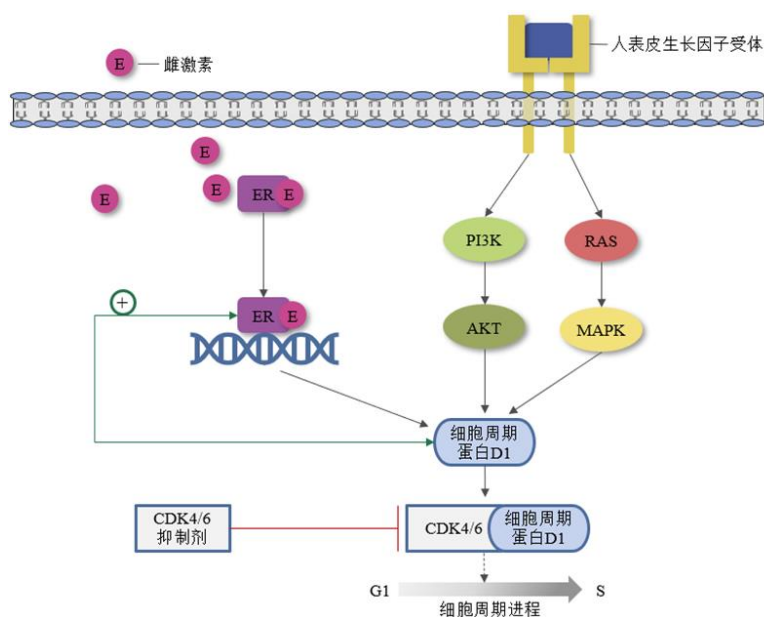 人表皮生长因子受体
E
雌激素
E
E
E
ER
E
PI3K
RAS
+
ER
E
AKT
MAPK
细胞周期
蛋白D1
CDK4/6
抑制剂
CDK4/6
细胞周期
蛋白D1
G1
S
细胞周期进程